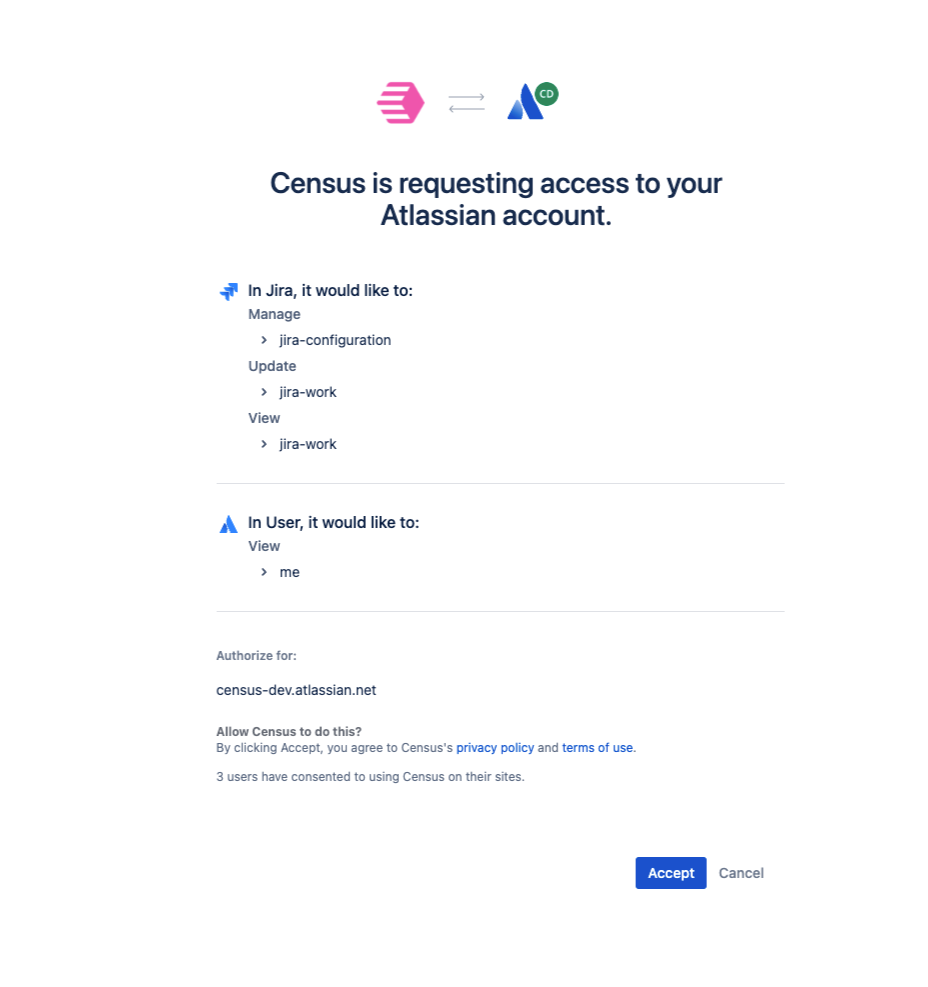 CD
Census is requesting access to your
Atlassian account.
In Jira, it would like to:
Manage
jira-configuration
Update
jira-work
View
jira-work
In User, it would like to:
View
me
Authorize for:
census-dev.atlassian.net
Allow Census to do this?
By clicking Accept, you agree to Census's privacy policy and terms of use.
3 users have consented to using Census on their sites.
Accept Cancel